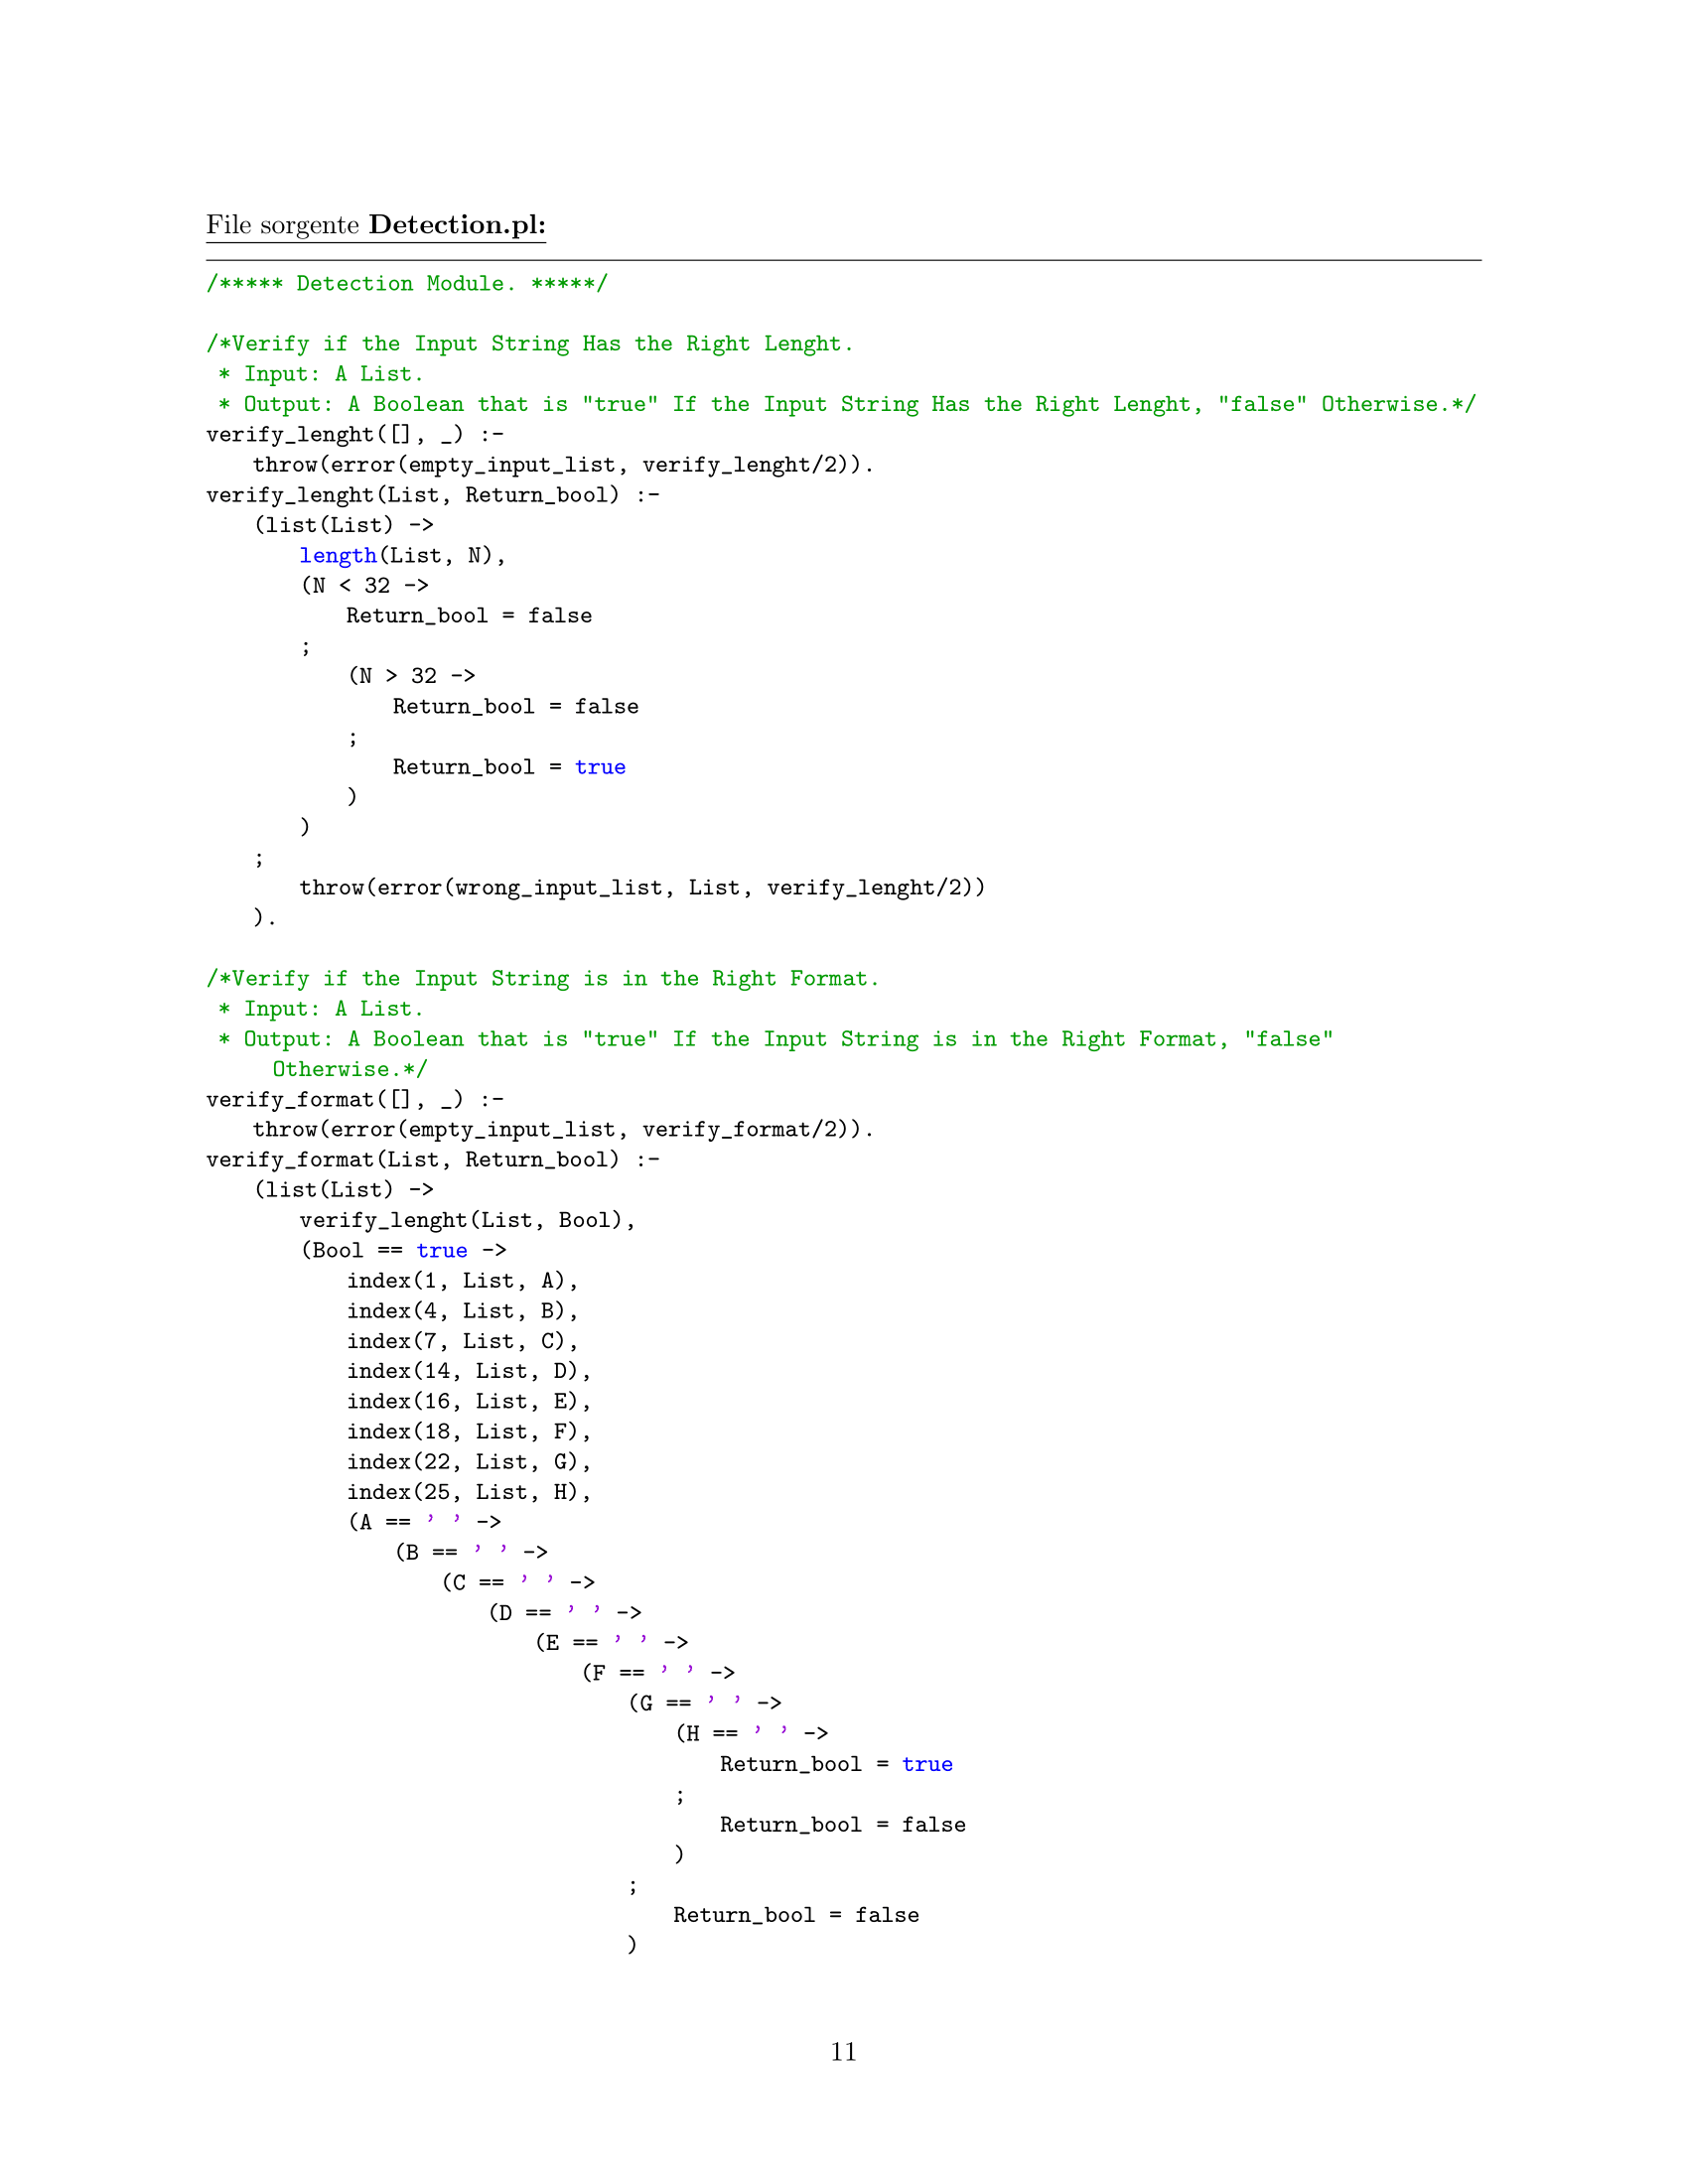 File sorgente Detection.pl:
/***** Detection Module. *****/
/*Verify if the Input String Has the Right Lenght.
 * Input: A List.
 * Output: A Boolean that is "true" If the Input String Has the Right Lenght, "false" Otherwise.*/
verify_lenght([], _) :-
    throw(error(empty_input_list, verify_lenght/2)).
verify_lenght(List, Return_bool) :-
    (list(List) ->
        length(List, N),
        (N < 32 ->
            Return_bool = false
        ;
            (N > 32 ->
                Return_bool = false
            ;
                Return_bool = true
            )
        )
    ;
        throw(error(wrong_input_list, List, verify_lenght/2))
    ).
/*Verify if the Input String is in the Right Format.
 * Input: A List.
 * Output: A Boolean that is "true" If the Input String is in the Right Format, "false"
      Otherwise.*/
verify_format([], _) :-
    throw(error(empty_input_list, verify_format/2)).
verify_format(List, Return_bool) :-
    (list(List) ->
        verify_lenght(List, Bool),
        (Bool == true ->
            index(1, List, A),
            index(4, List, B),
            index(7, List, C),
            index(14, List, D),
            index(16, List, E),
            index(18, List, F),
            index(22, List, G),
            index(25, List, H),
            (A == ' ' ->
                (B == ' ' ->
                    (C == ' ' ->
                        (D == ' ' ->
                            (E == ' ' ->
                                (F == ' ' ->
                                    (G == ' ' ->
                                        (H == ' ' ->
                                            Return_bool = true
                                        ;
                                            Return_bool = false
                                        )
                                    ;
                                        Return_bool = false
                                    )
11